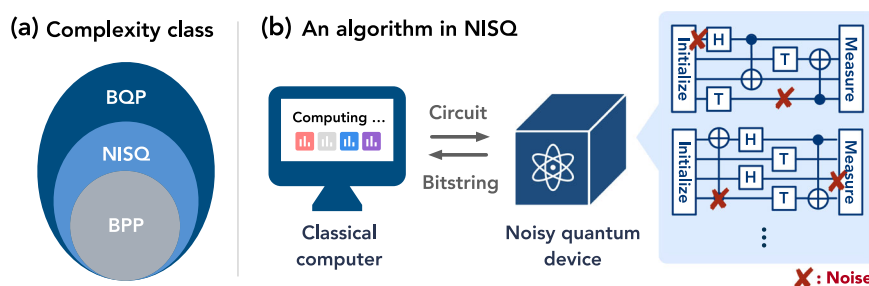 (a) Complexity class
BQP
NISQ
BPP
(b) An algorithm in NISQ
Computing ...
Classical
computer
Circuit
Bitstring
Noisy quantum
device
Initialize
H
T
T
T
Measure
Initialize
H
T
H
T
Measure
⋮
✘ : Noise